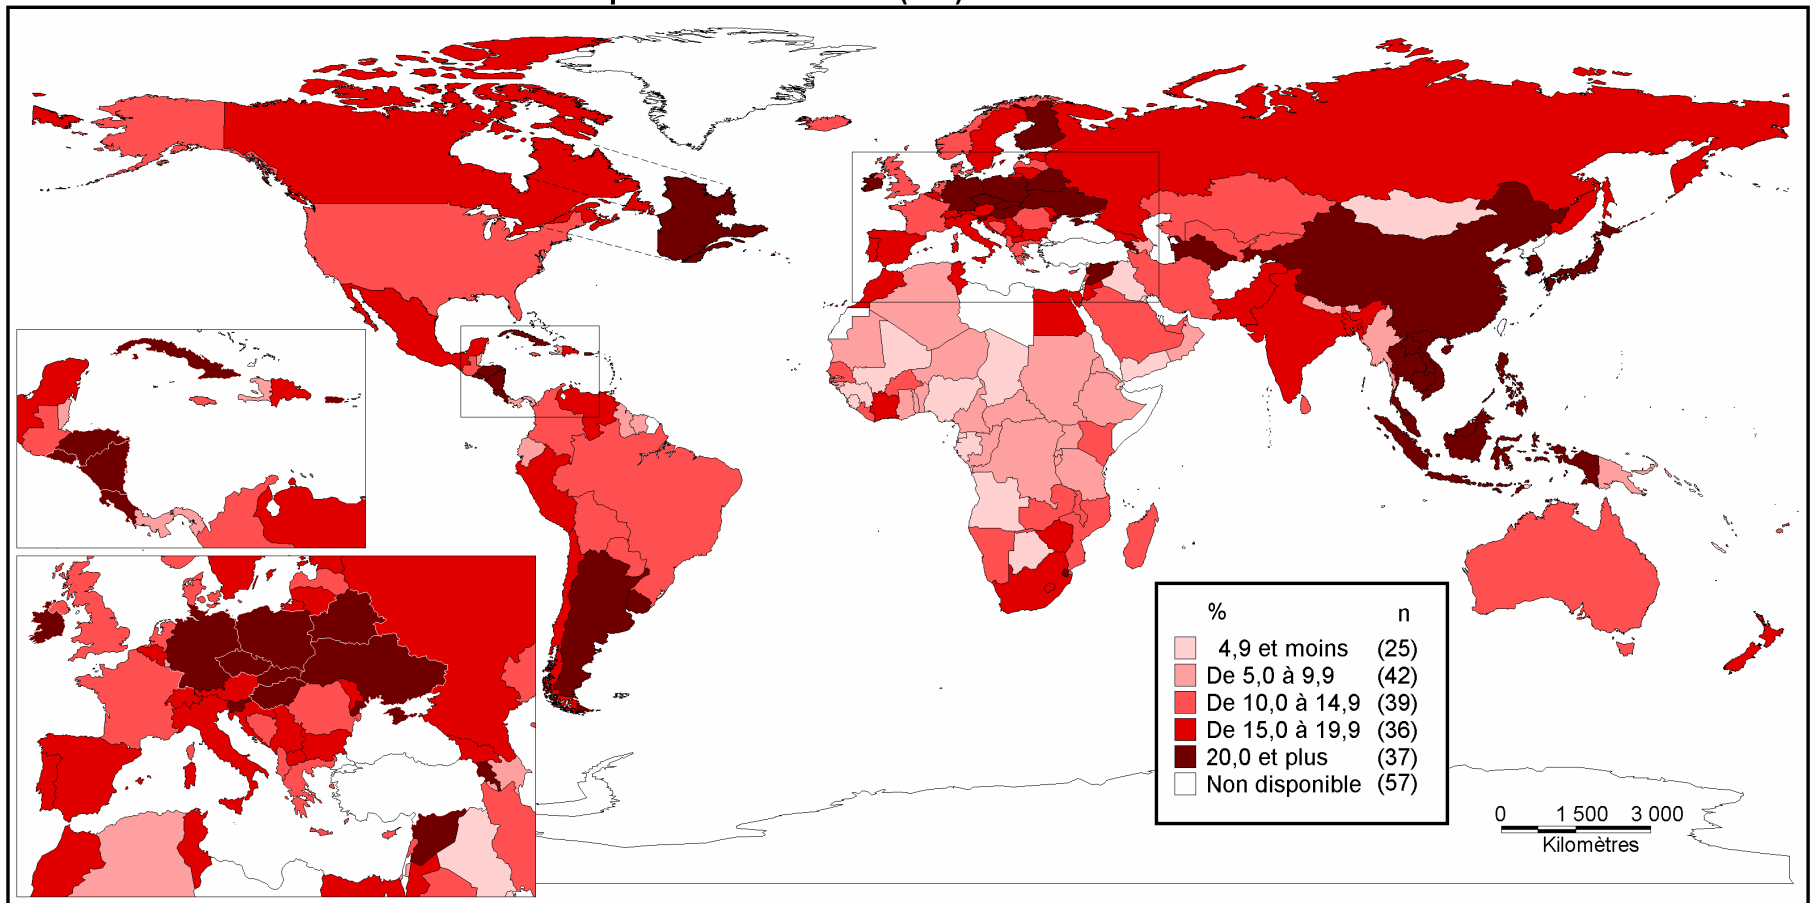 % n
4,9 et moins (25)
De 5,0 à 9,9 (42)
De 10,0 à 14,9 (39)
De 15,0 à 19,9 (36)
20,0 et plus (37)
Non disponible (57)
0 1 500 3 000
Kilomètres